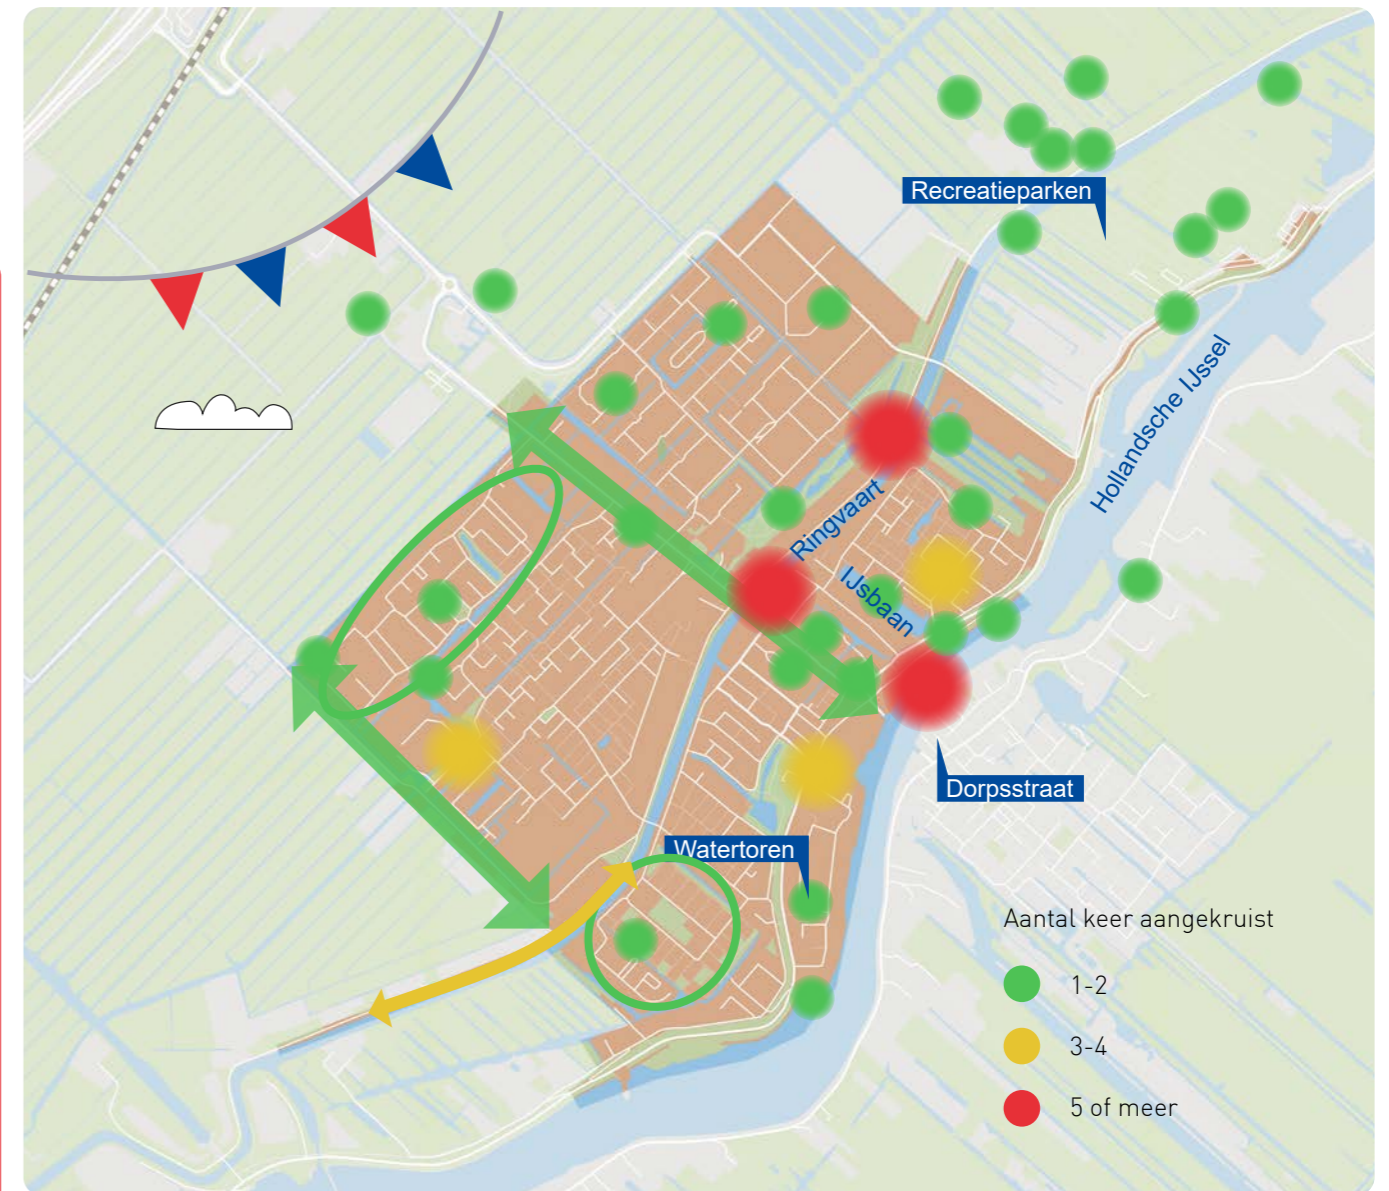 Recreatieparken
Hollandsche IJssel
Ringvaart
IJsbaan
Dorpsstraat
Watertoren
Aantal keer aangekruist
1-2
3-4
5 of meer